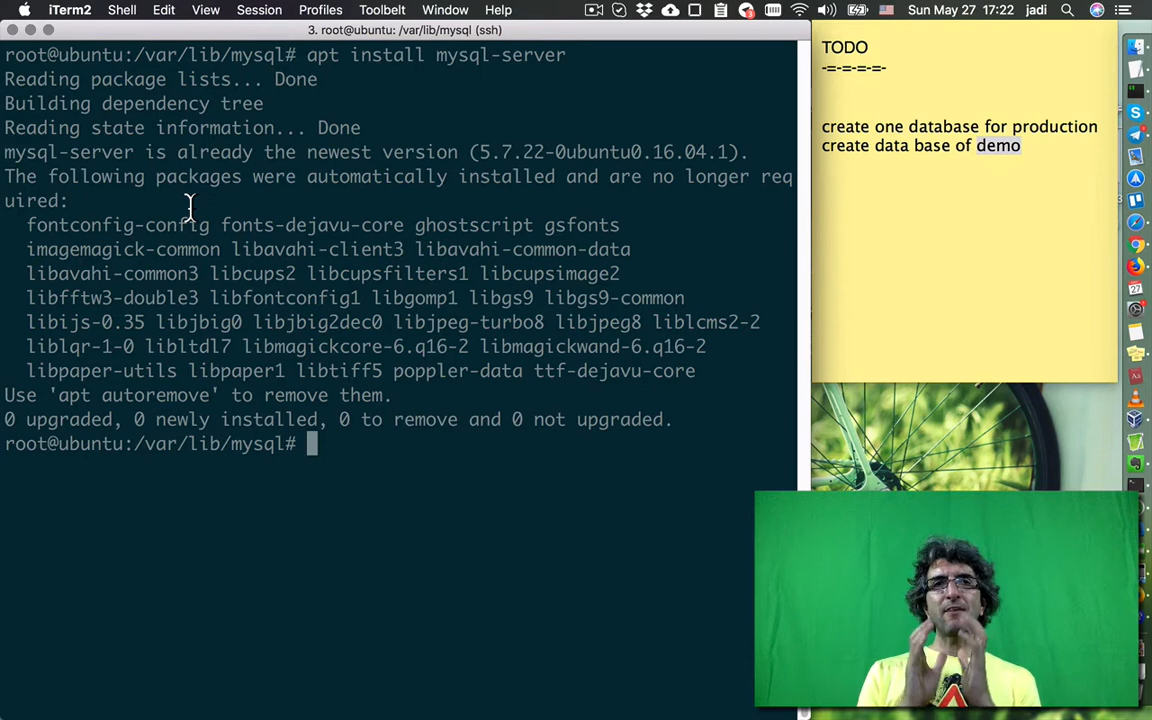 iTerm2 Shell Edit View Session Profiles Toolbelt Window Help Sun May 27 17:22 jadi
3. root@ubuntu: /var/lib/mysql (ssh)
root@ubuntu:/var/lib/mysql# apt install mysql-server
Reading package lists... Done
Building dependency tree
Reading state information... Done
mysql-server is already the newest version (5.7.22-0ubuntu0.16.04.1).
The following packages were automatically installed and are no longer req
uired:
fontconfig-config fonts-dejavu-core ghostscript gsfonts
imagemagick-common libavahi-client3 libavahi-common-data
libavahi-common3 libcups2 libcupsfilters1 libcupsimage2
libfftw3-double3 libfontconfig1 libgomp1 libgs9 libgs9-common
libijs-0.35 libjbig0 libjbig2dec0 libjpeg-turbo8 libjpeg8 liblcms2-2
liblqr-1-0 libltdl7 libmagickcore-6.q16-2 libmagickwand-6.q16-2
libpaper-utils libpaper1 libtiff5 poppler-data ttf-dejavu-core
Use 'apt autoremove' to remove them.
0 upgraded, 0 newly installed, 0 to remove and 0 not upgraded.
root@ubuntu:/var/lib/mysql#
TODO
-=-=-=-=-
create one database for production
create data base of demo